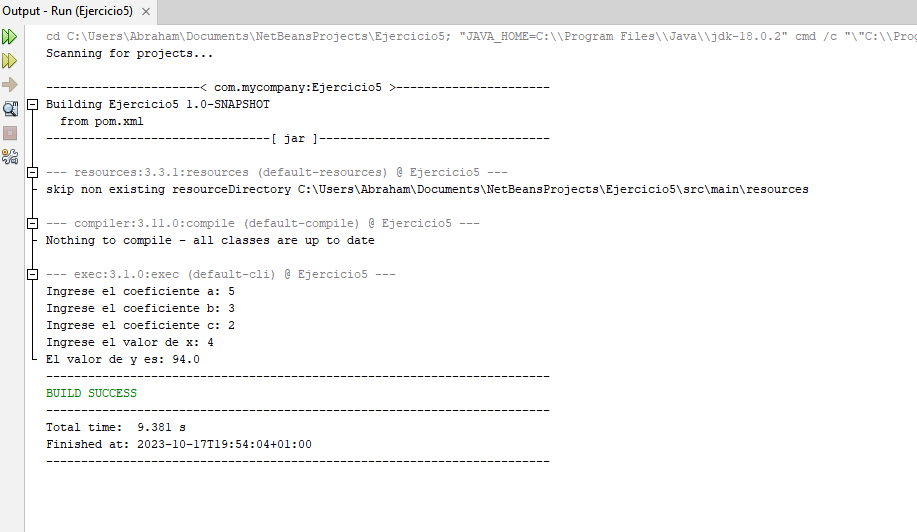 Output - Run (Ejercicio5) ×
cd C:\Users\Abraham\Documents\NetBeansProjects\Ejercicio5; "JAVA_HOME=C:\\Program Files\\Java\\jdk-18.0.2" cmd /c "\"C:\\Prog
Scanning for projects...
----------------------< com.mycompany:Ejercicio5 >----------------------
Building Ejercicio5 1.0-SNAPSHOT
  from pom.xml
--------------------------------[ jar ]---------------------------------
--- resources:3.3.1:resources (default-resources) @ Ejercicio5 ---
skip non existing resourceDirectory C:\Users\Abraham\Documents\NetBeansProjects\Ejercicio5\src\main\resources
--- compiler:3.11.0:compile (default-compile) @ Ejercicio5 ---
Nothing to compile - all classes are up to date
--- exec:3.1.0:exec (default-cli) @ Ejercicio5 ---
Ingrese el coeficiente a: 5
Ingrese el coeficiente b: 3
Ingrese el coeficiente c: 2
Ingrese el valor de x: 4
El valor de y es: 94.0
------------------------------------------------------------------------
BUILD SUCCESS
------------------------------------------------------------------------
Total time:  9.381 s
Finished at: 2023-10-17T19:54:04+01:00
------------------------------------------------------------------------